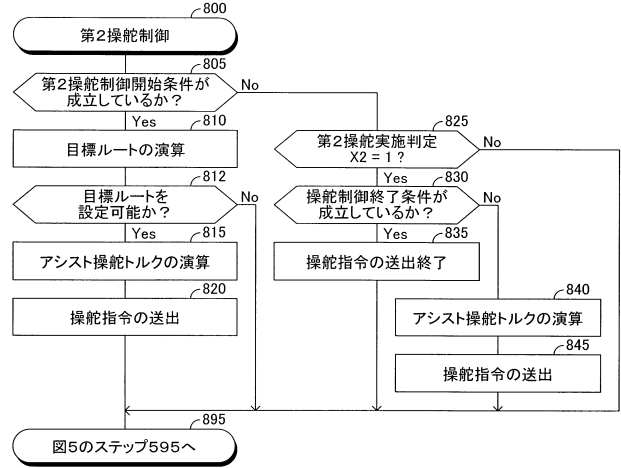 800
第2操舵制御
805
第2操舵制御開始条件が
成立しているか?
No
Yes
810
目標ルートの演算
812
目標ルートを
設定可能か?
No
Yes
815
アシスト操舵トルクの演算
820
操舵指令の送出
825
第2操舵実施判定
X2 = 1 ?
No
Yes
830
操舵制御終了条件が
成立しているか?
No
Yes
835
操舵指令の送出終了
840
アシスト操舵トルクの演算
845
操舵指令の送出
895
図5のステップ595へ